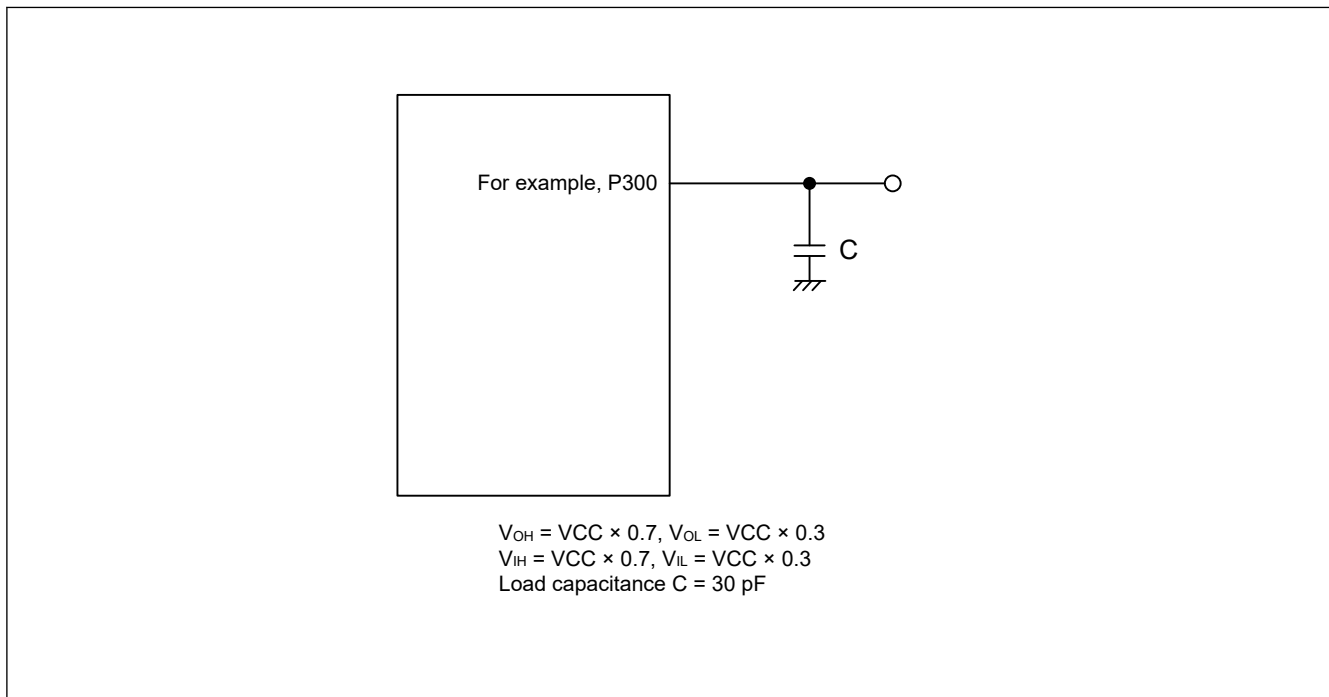 For example, P300
C
VOH = VCC × 0.7, VOL = VCC × 0.3
VIH = VCC × 0.7, VIL = VCC × 0.3
Load capacitance C = 30 pF